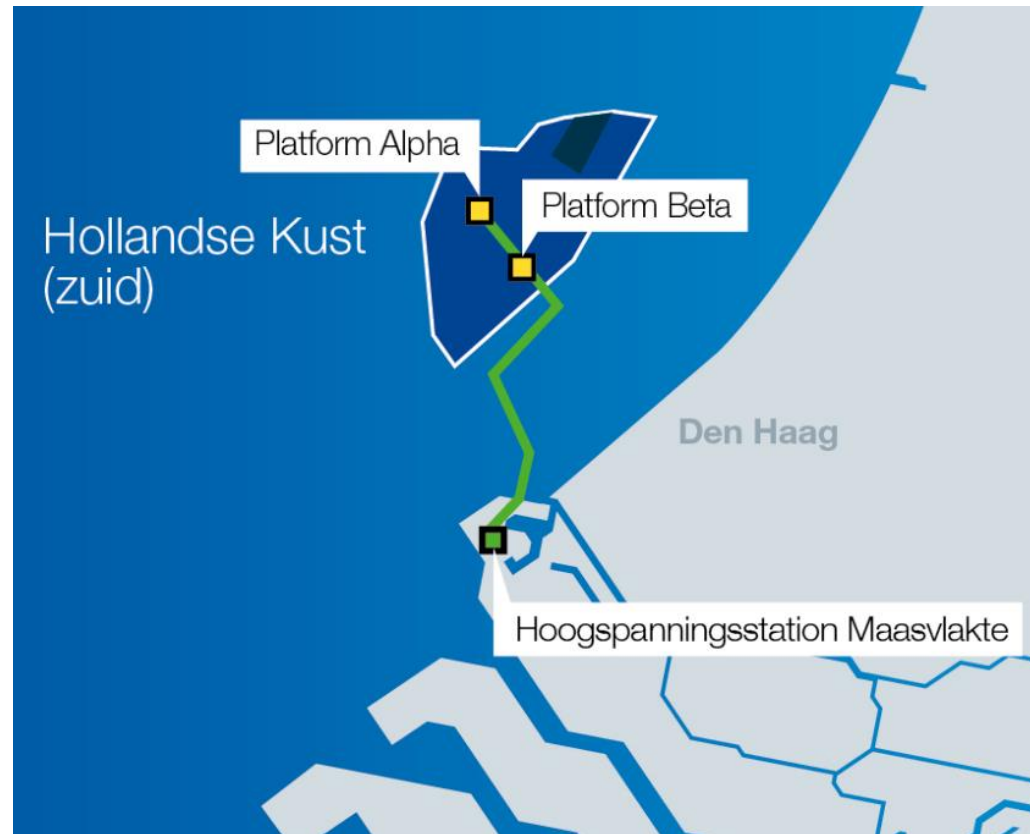 Platform Alpha
Platform Beta
Hollandse Kust
(zuid)
Den Haag
Hoogspanningsstation Maasvlakte